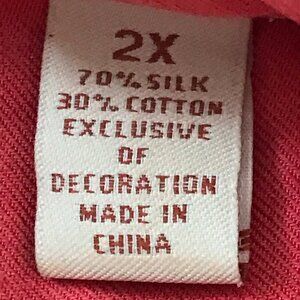 2X
70% SILK
30% COTTON
EXCLUSIVE
OF
DECORATION
MADE IN
CHINA